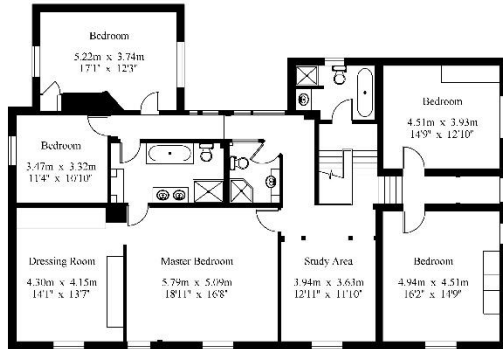 Bedroom
5.22m x 3.74m
17'1" x 12'3"
Bedroom
4.51m x 3.93m
14'9" x 12'10"
Bedroom
3.47m x 3.32m
11'4" x 10'10"
Dressing Room
4.30m x 4.15m
14'1" x 13'7"
Master Bedroom
5.79m x 5.09m
18'11" x 16'8"
Study Area
3.94m x 3.63m
12'11" x 11'10"
Bedroom
4.94m x 4.51m
16'2" x 14'9"